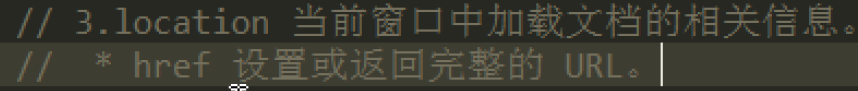 // 3.location 当前窗口中加载文档的相关信息。
//  * href 设置或返回完整的 URL。